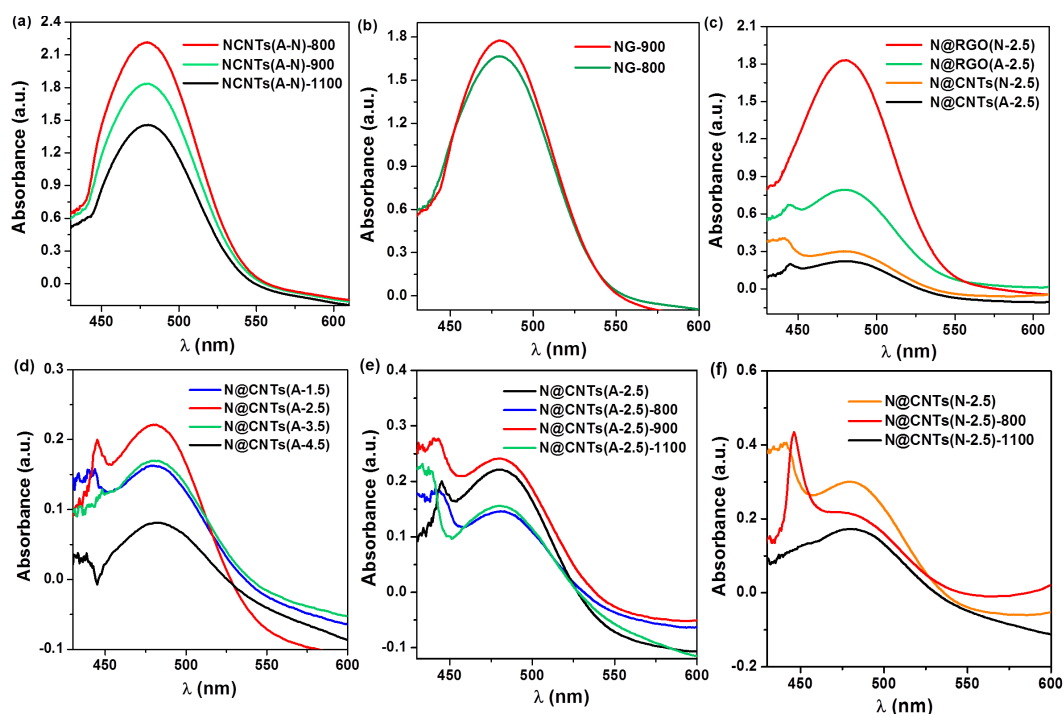 (a)
NCNTs(A-N)-800
NCNTs(A-N)-900
NCNTs(A-N)-1100
Absorbance (a.u.)
2.4
2.1
1.8
1.5
1.2
0.9
0.6
0.3
0.0
450 500 550 600
λ (nm)
(b)
NG-900
NG-800
Absorbance (a.u.)
1.8
1.5
1.2
0.9
0.6
0.3
0.0
450 500 550 600
λ (nm)
(c)
N@RGO(N-2.5)
N@RGO(A-2.5)
N@CNTs(N-2.5)
N@CNTs(A-2.5)
Absorbance (a.u.)
2.1
1.8
1.5
1.2
0.9
0.6
0.3
0.0
450 500 550 600
λ (nm)
(d)
N@CNTs(A-1.5)
N@CNTs(A-2.5)
N@CNTs(A-3.5)
N@CNTs(A-4.5)
Absorbance (a.u.)
0.3
0.2
0.1
0.0
-0.1
450 500 550 600
λ (nm)
(e)
N@CNTs(A-2.5)
N@CNTs(A-2.5)-800
N@CNTs(A-2.5)-900
N@CNTs(A-2.5)-1100
Absorbance (a.u.)
0.4
0.3
0.2
0.1
0.0
-0.1
450 500 550 600
λ (nm)
(f)
N@CNTs(N-2.5)
N@CNTs(N-2.5)-800
N@CNTs(N-2.5)-1100
Absorbance (a.u.)
0.6
0.4
0.2
0.0
-0.2
450 500 550 600
λ (nm)